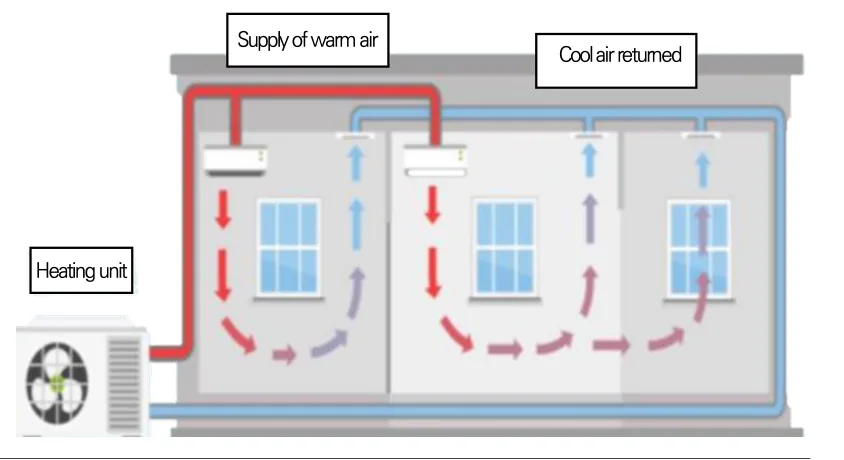 Supply of warm air
Cool air returned
Heating unit